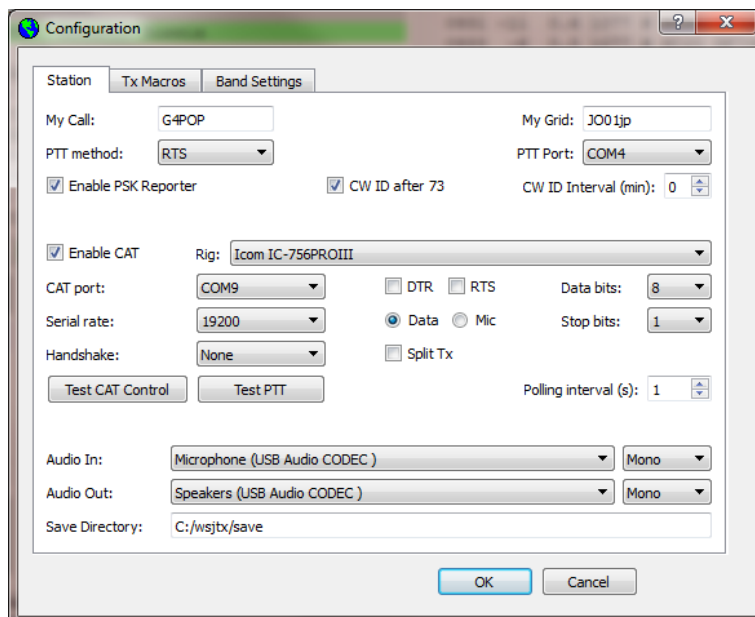 Configuration
Station Tx Macros Band Settings
My Call: G4POP My Grid: JO01jp
PTT method: RTS PTT Port: COM4
Enable PSK Reporter CW ID after 73 CW ID Interval (min): 0
Enable CAT Rig: Icom IC-756PROIII
CAT port: COM9 DTR RTS Data bits: 8
Serial rate: 19200 Data Mic Stop bits: 1
Handshake: None Split Tx
Test CAT Control Test PTT Polling interval (s): 1
Audio In: Microphone (USB Audio CODEC ) Mono
Audio Out: Speakers (USB Audio CODEC ) Mono
Save Directory: C:/wsjtx/save
OK Cancel